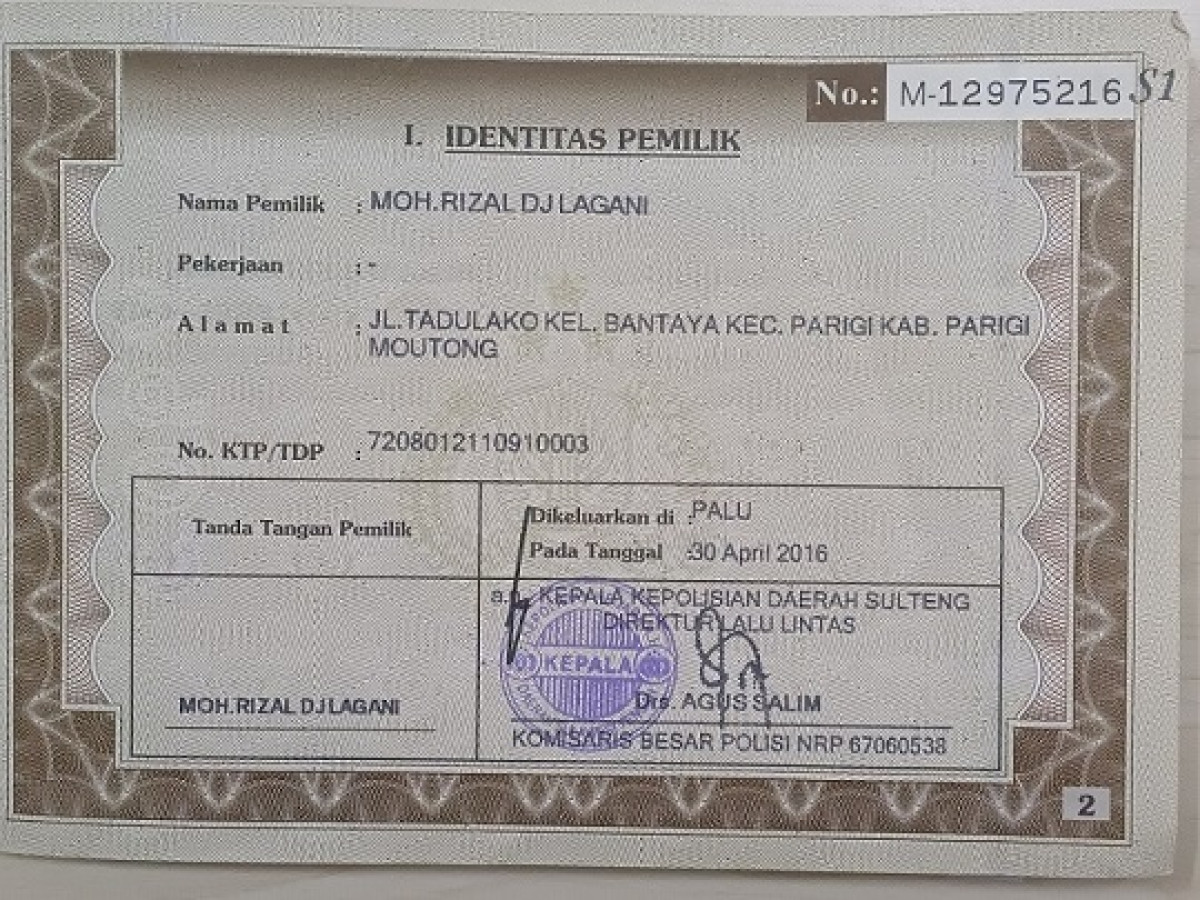 No.: M-12975216 S1
I. IDENTITAS PEMILIK
Nama Pemilik : MOH.RIZAL DJ LAGANI
Pekerjaan : -
Alamat : JL.TADULAKO KEL. BANTAYA KEC. PARIGI KAB. PARIGI
MOUTONG
No. KTP/TDP : 7208012110910003
Tanda Tangan Pemilik
Dikeluarkan di : PALU
Pada Tanggal : 30 April 2016
a.n. KEPALA KEPOLISIAN DAERAH SULTENG
DIREKTUR LALU LINTAS
KEPALA
MOH.RIZAL DJ LAGANI
Drs. AGUS SALIM
KOMISARIS BESAR POLISI NRP 67060538
2